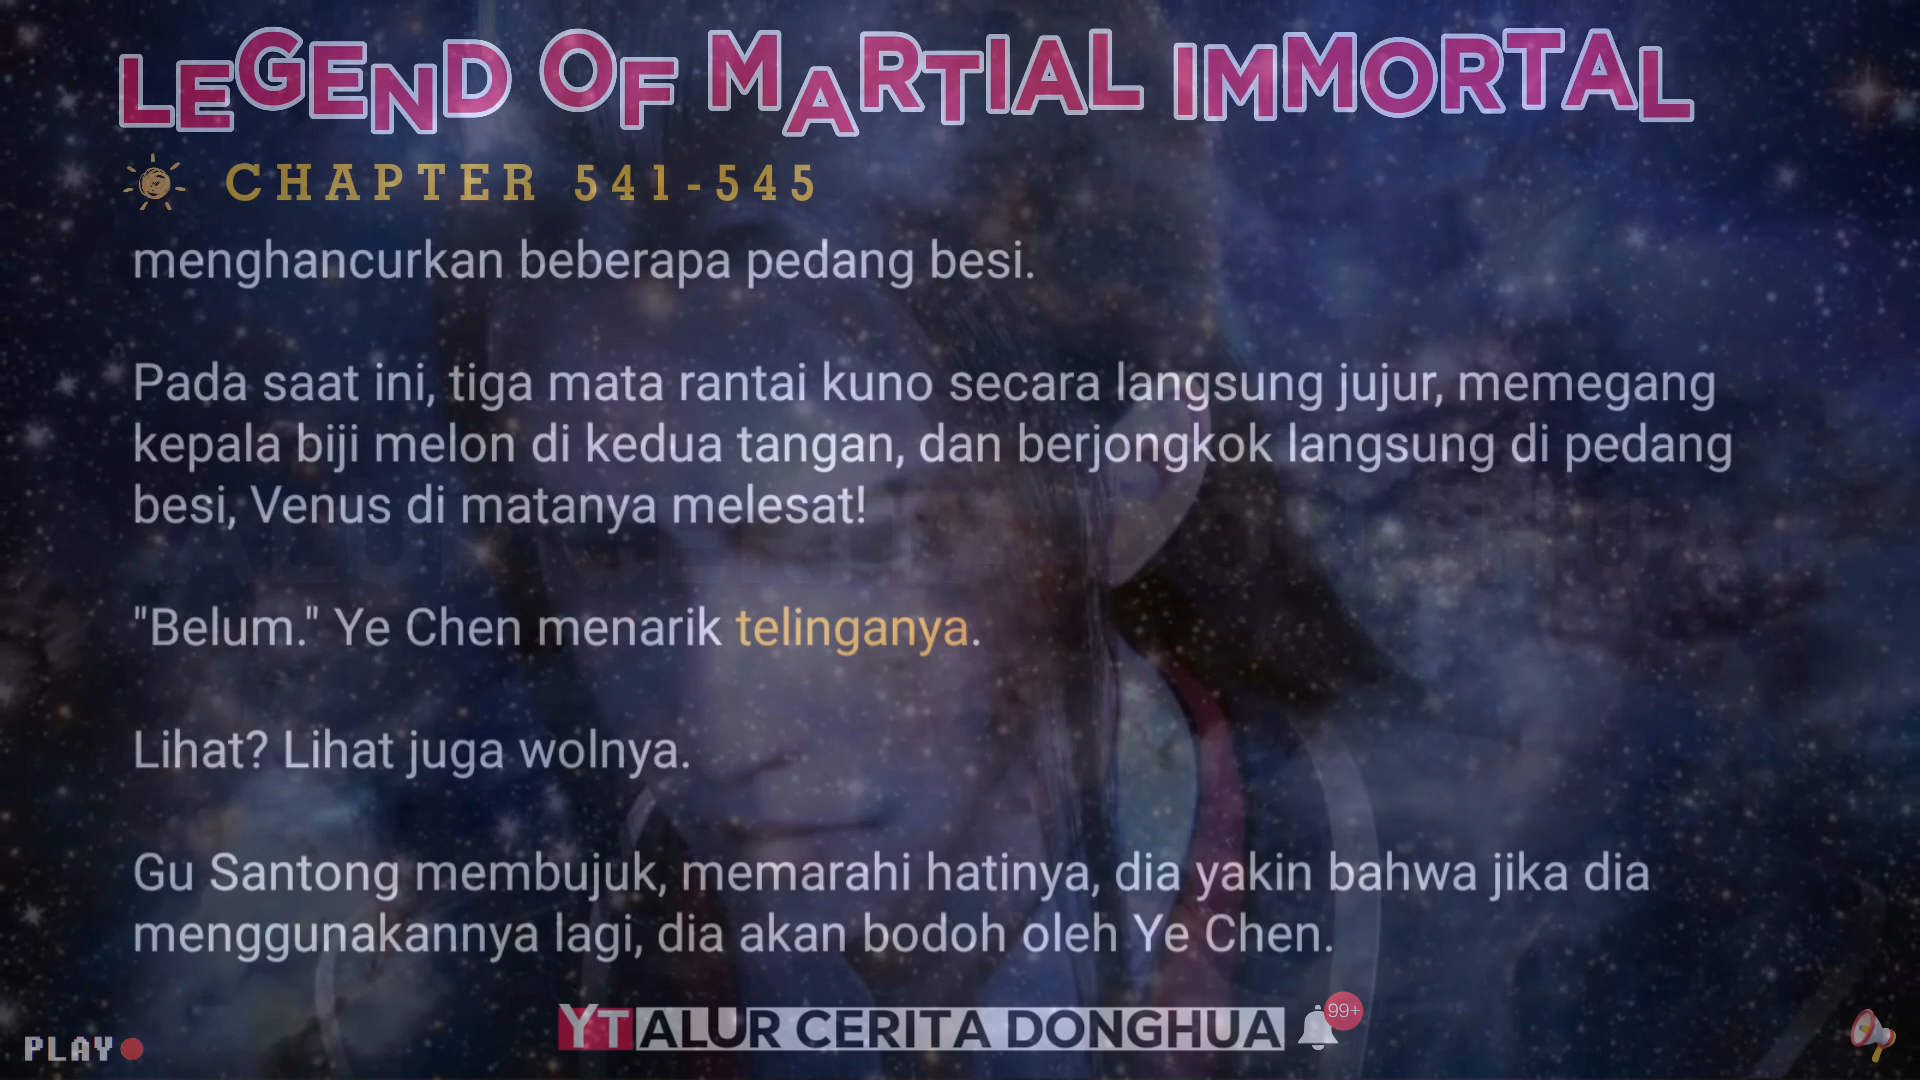 LEGEND OF MARTIAL IMMORTAL
CHAPTER 541-545
menghancurkan beberapa pedang besi.
Pada saat ini, tiga mata rantai kuno secara langsung jujur, memegang
kepala biji melon di kedua tangan, dan berjongkok langsung di pedang
besi, Venus di matanya melesat!
"Belum." Ye Chen menarik telinganya.
Lihat? Lihat juga wolnya.
Gu Santong membujuk, memarahi hatinya, dia yakin bahwa jika dia
menggunakannya lagi, dia akan bodoh oleh Ye Chen.
YT ALUR CERITA DONGHUA 99+
PLAY